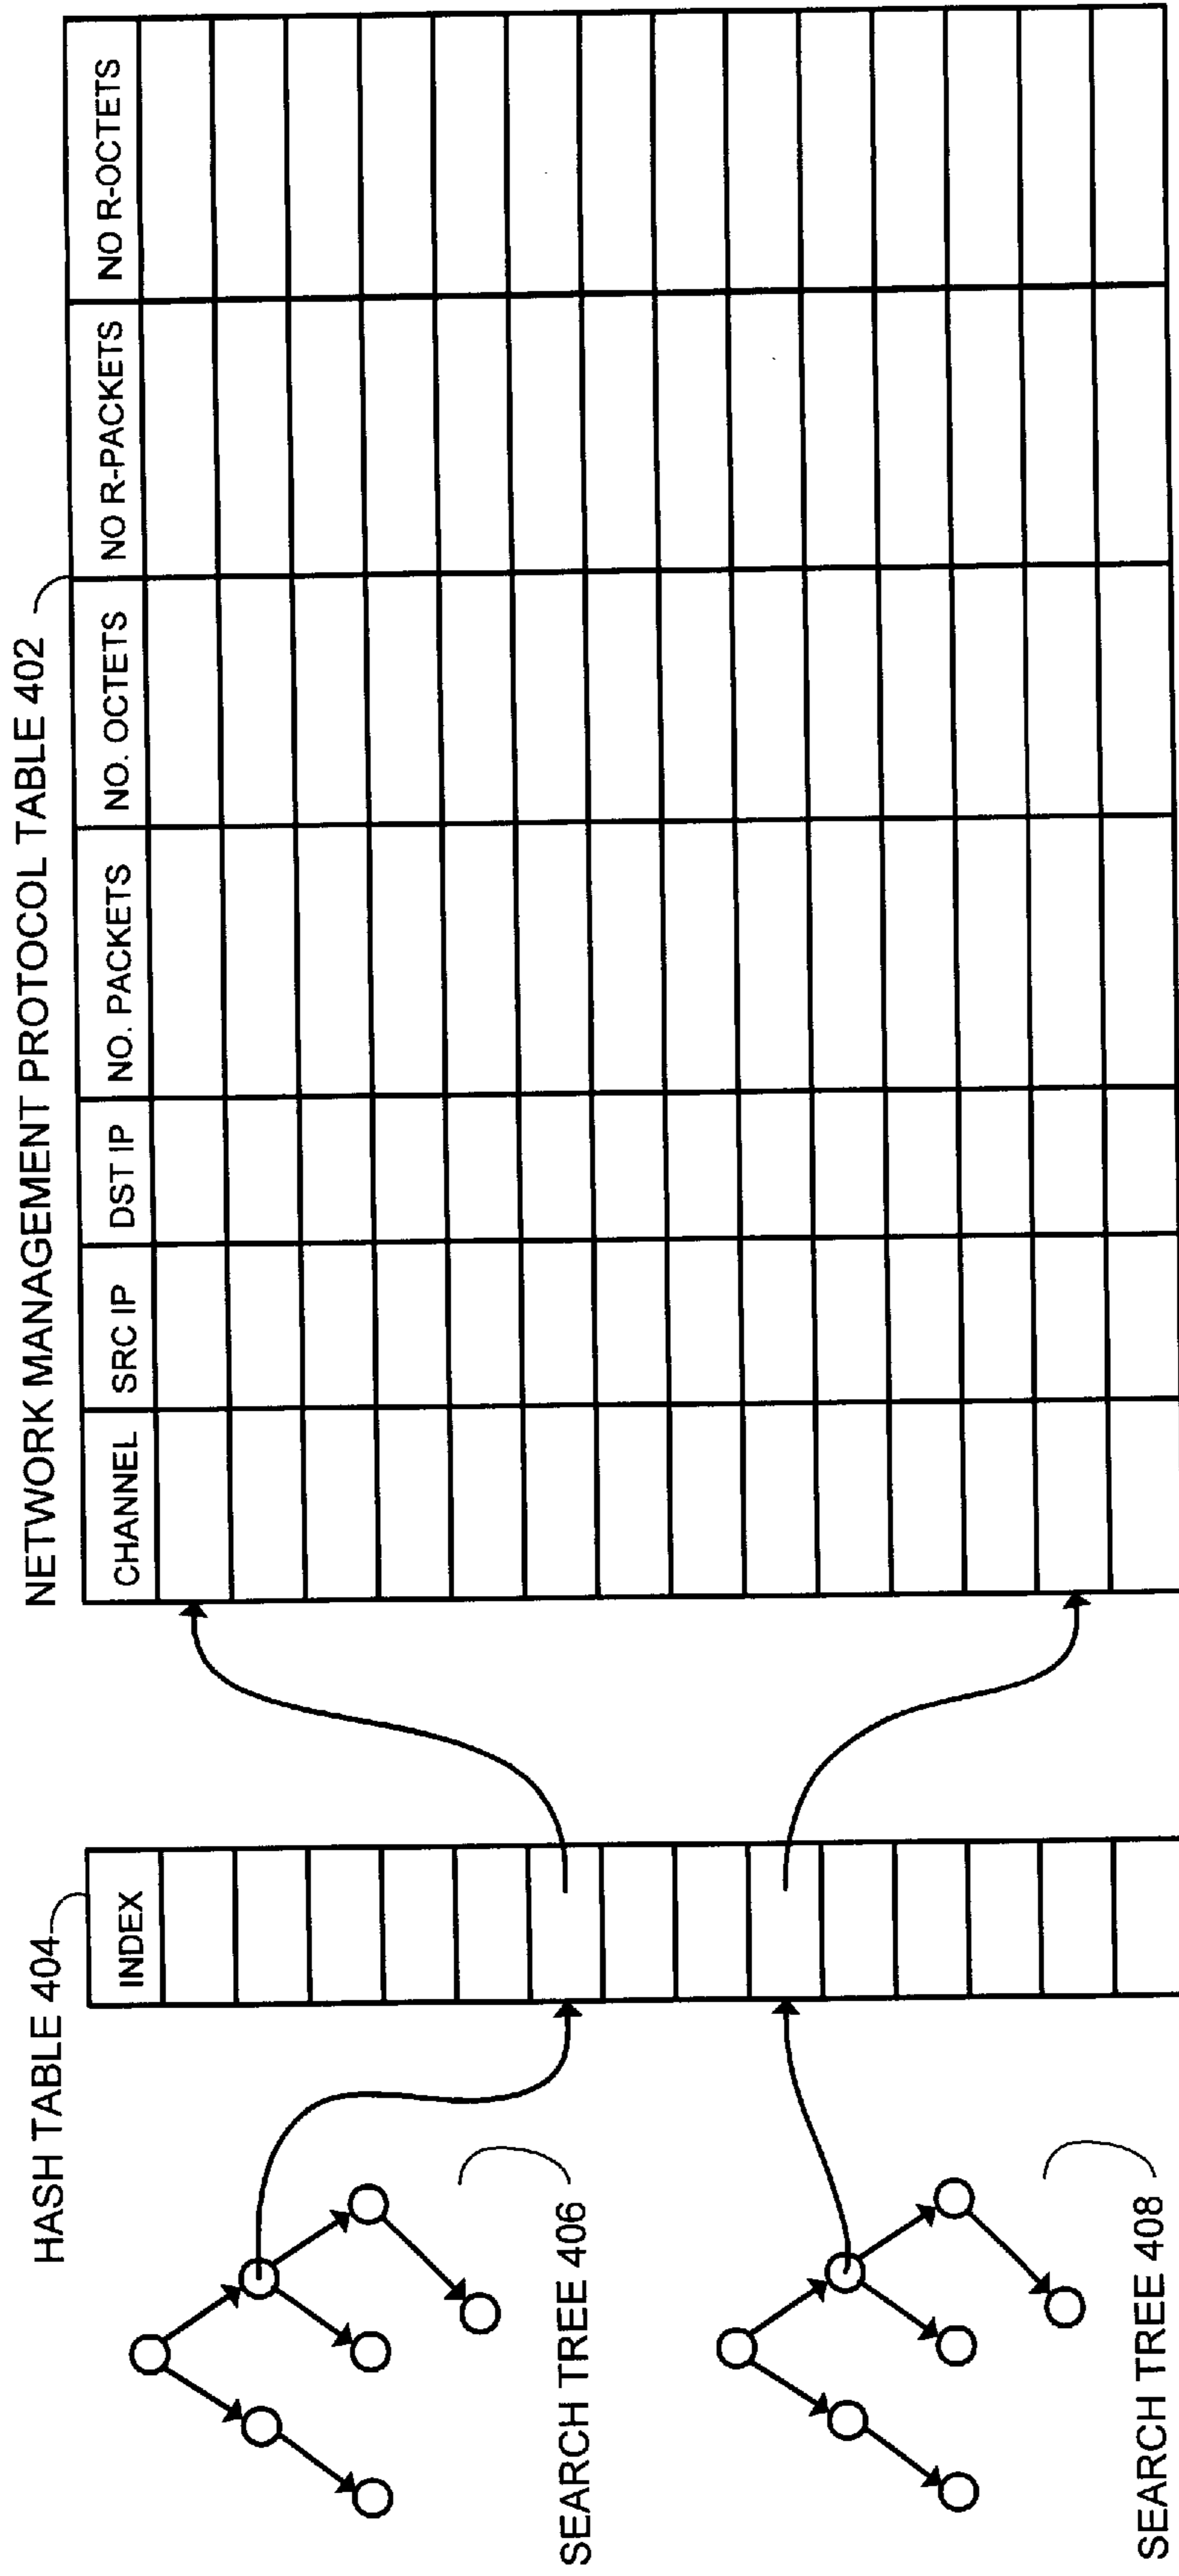 NETWORK MANAGEMENT PROTOCOL TABLE 402
HASH TABLE 404
INDEX
CHANNEL
SRC IP
DST IP
NO. PACKETS
NO. OCTETS
NO R-PACKETS
NO R-OCTETS
SEARCH TREE 406
SEARCH TREE 408